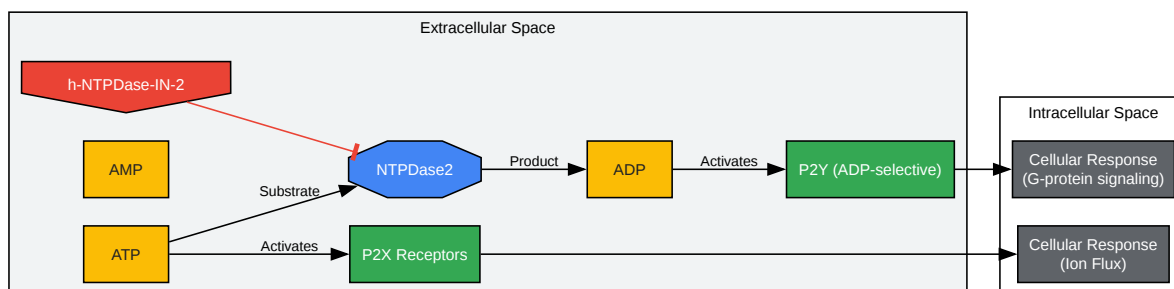 Extracellular Space
h-NTPDase-IN-2
Intracellular Space
AMP
NTPDase2
Product
ADP
Activates
P2Y (ADP-selective)
Cellular Response
(G-protein signaling)
Substrate
ATP
Activates
P2X Receptors
Cellular Response
(Ion Flux)